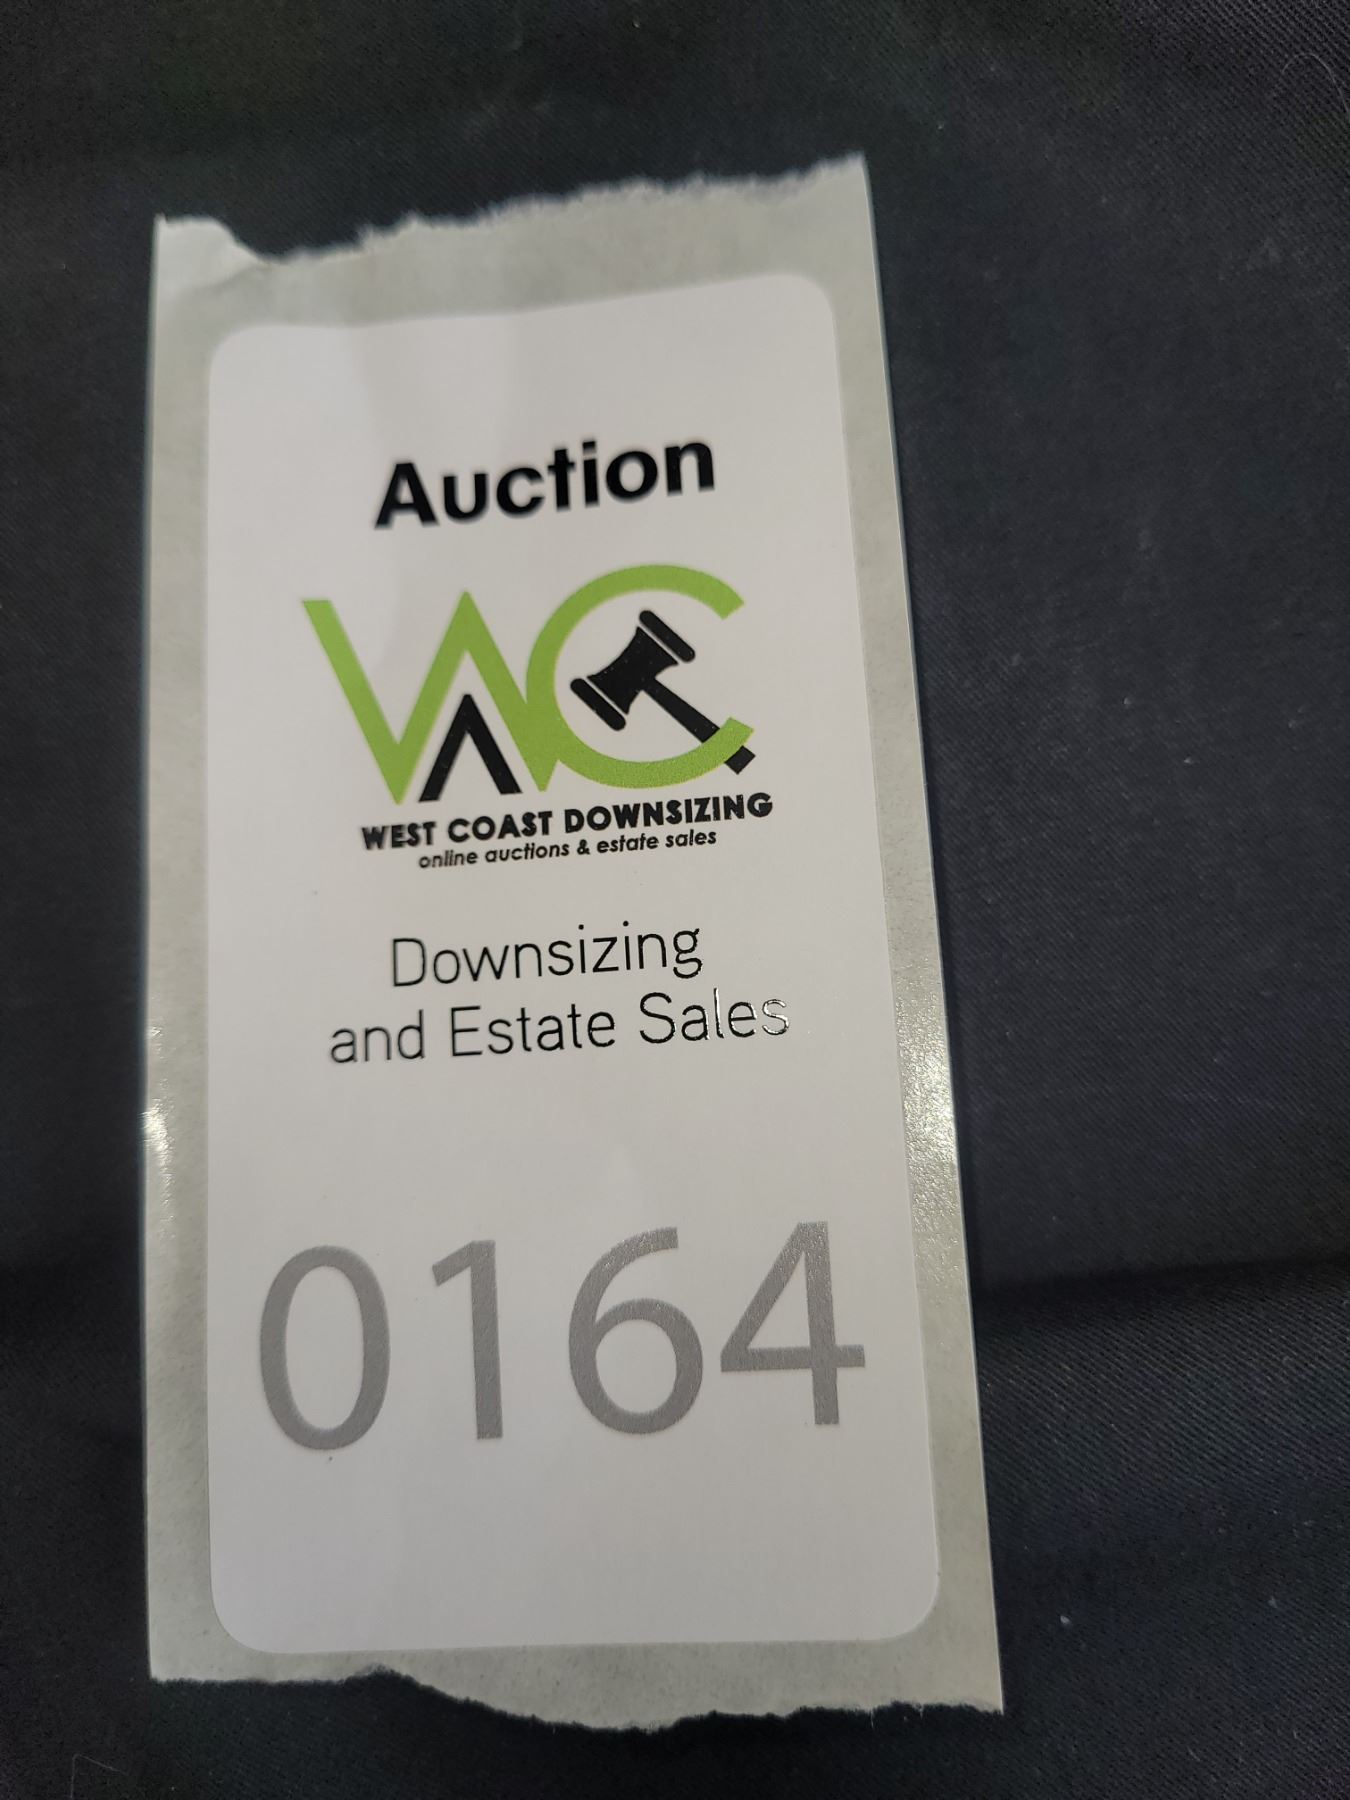 Auction
WC
WEST COAST DOWNSIZING
online auctions & estate sales
Downsizing
and Estate Sales
0164